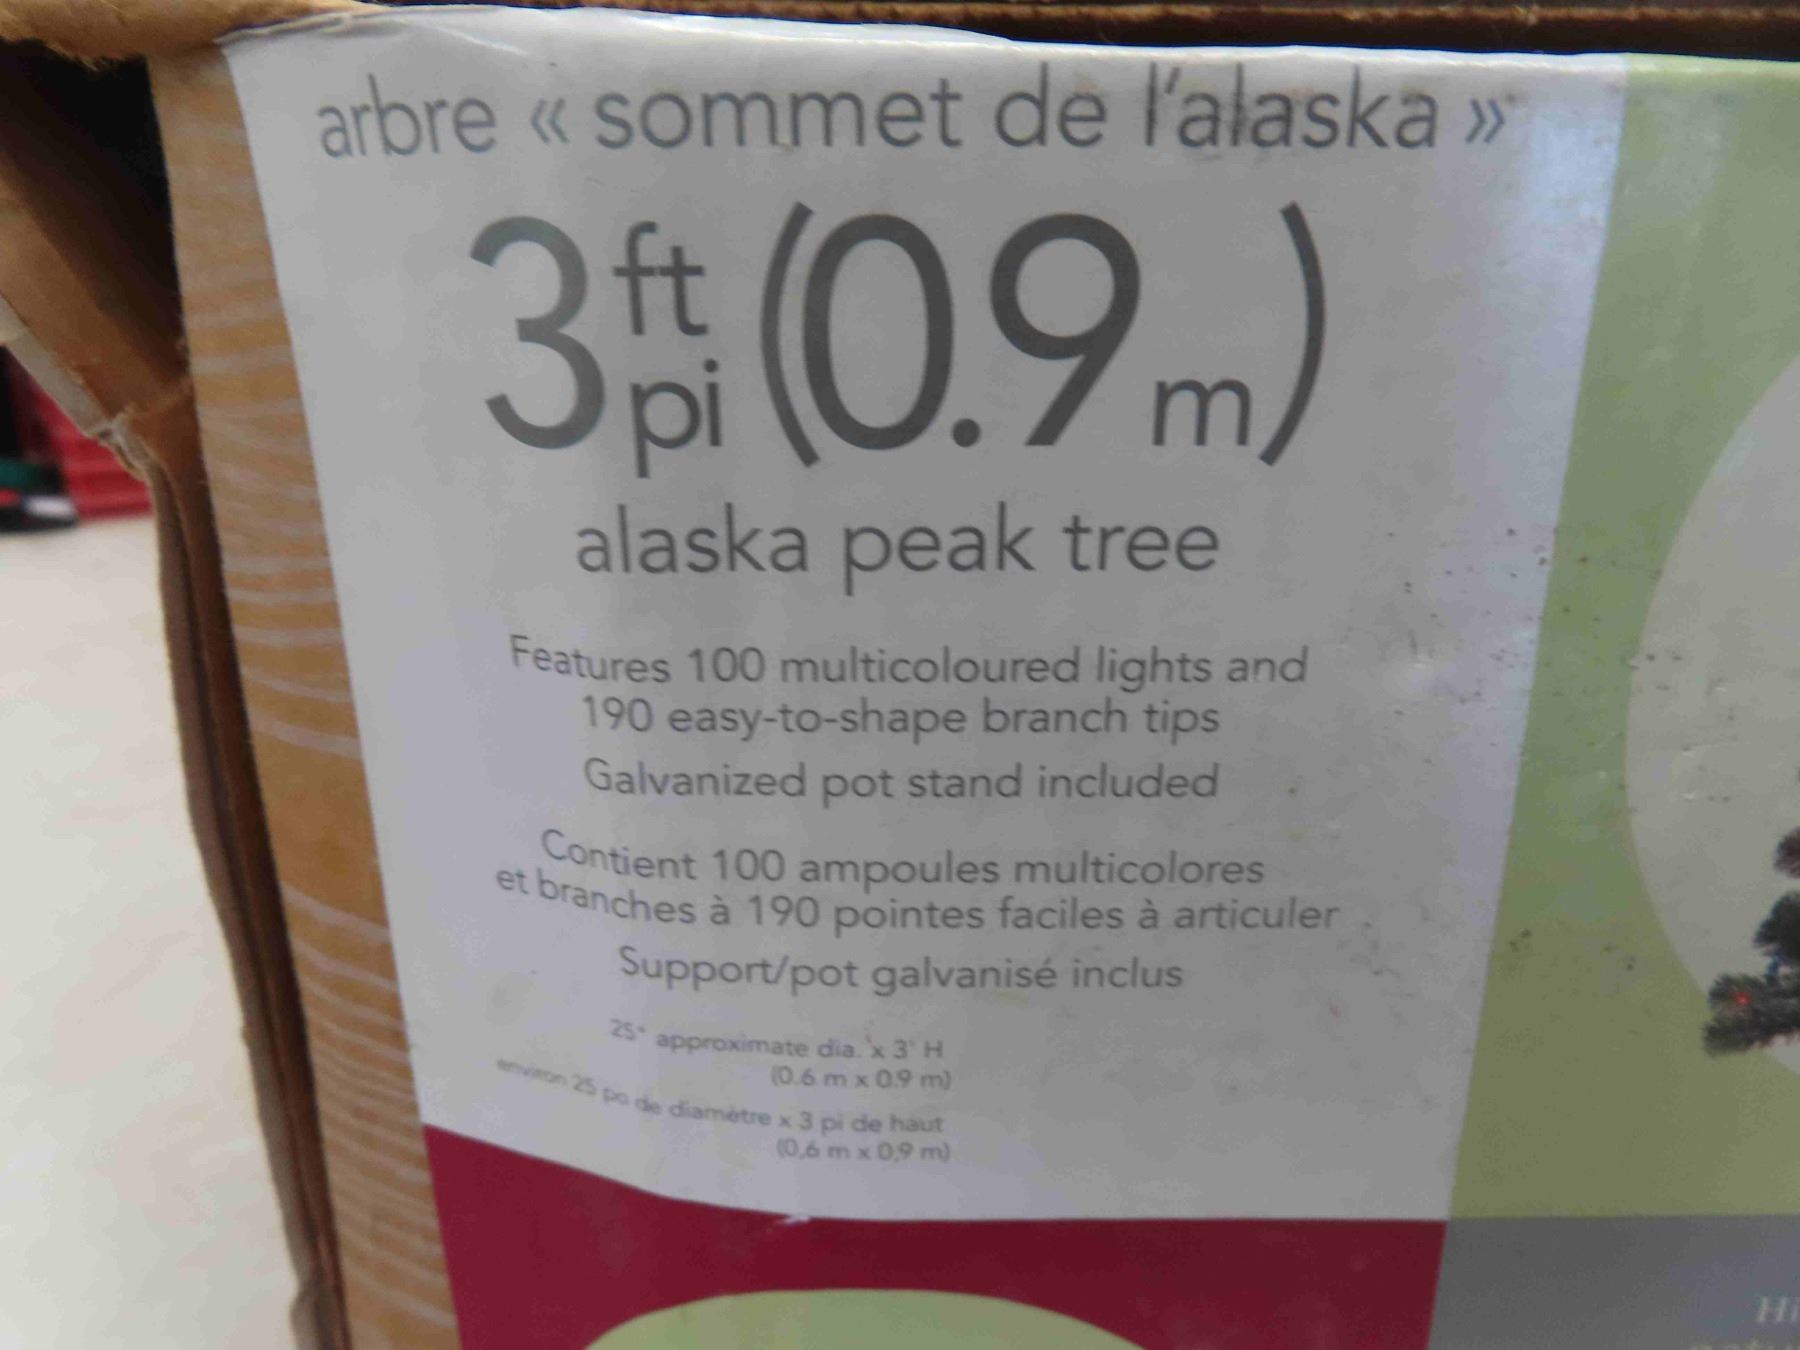 arbre « sommet de l'alaska »
3 ft pi (0.9 m)
alaska peak tree
Features 100 multicoloured lights and
190 easy-to-shape branch tips
Galvanized pot stand included
Contient 100 ampoules multicolores
et branches à 190 pointes faciles à articuler
Support/pot galvanisé inclus
25" approximate dia. x 3' H
(0.6 m x 0.9 m)
environ 25 po de diamètre x 3 pi de haut
(0,6 m x 0,9 m)